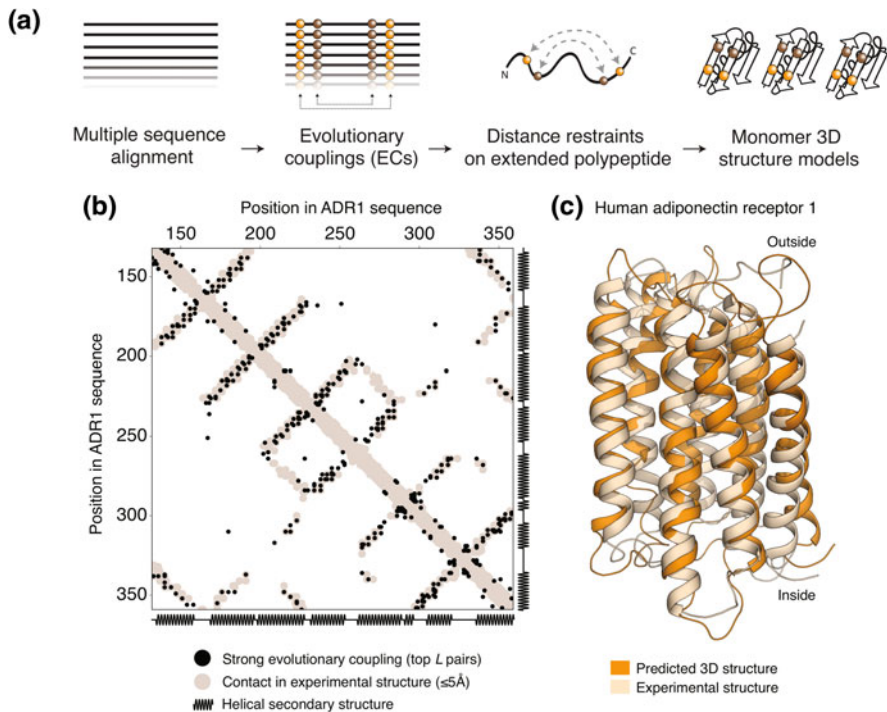 (a)
N
C
Multiple sequence
alignment
Evolutionary
couplings (ECs)
Distance restraints
on extended polypeptide
Monomer 3D
structure models
(b)
Position in ADR1 sequence
150 200 250 300 350
Position in ADR1 sequence
150
200
250
300
350
Strong evolutionary coupling (top L pairs)
Contact in experimental structure (≤5Å)
Helical secondary structure
(c) Human adiponectin receptor 1
Outside
Inside
Predicted 3D structure
Experimental structure